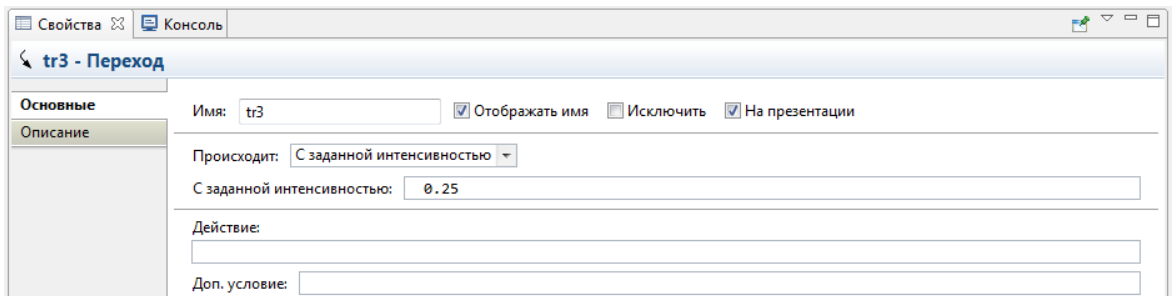 Свойства Консоль
tr3 - Переход
Основные
Описание
Имя: tr3 Отображать имя Исключить На презентации
Происходит: С заданной интенсивностью
С заданной интенсивностью: 0.25
Действие:
Доп. условие: